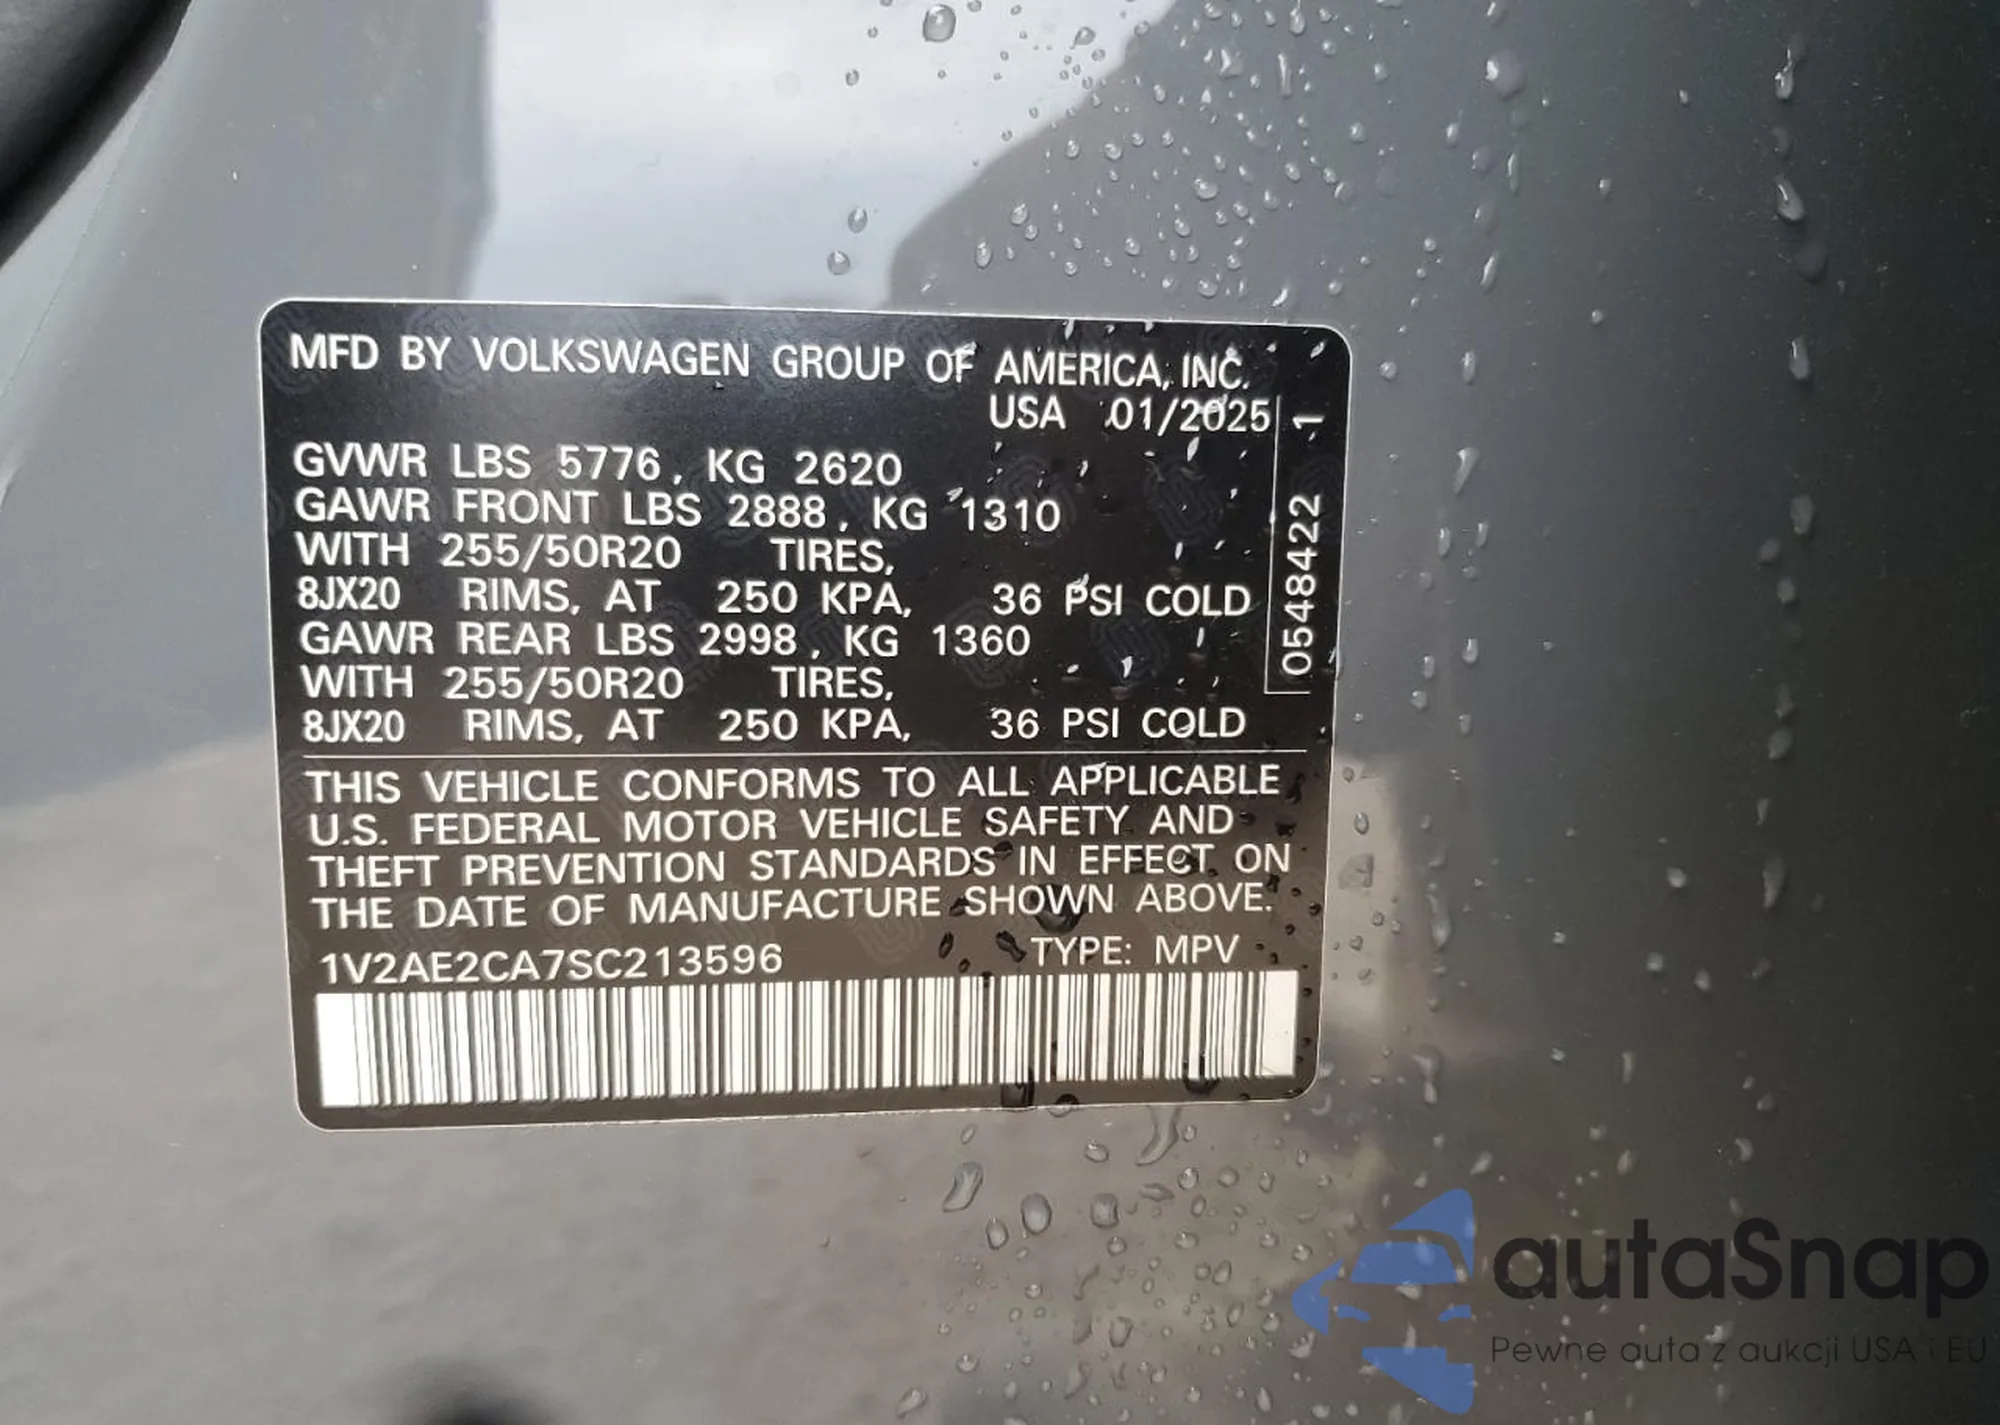 MFD BY VOLKSWAGEN GROUP OF AMERICA, INC.
USA 01/2025
GVWR LBS 5776, KG 2620
GAWR FRONT LBS 2888, KG 1310
WITH 255/50R20 TIRES,
8JX20 RIMS, AT 250 KPA, 36 PSI COLD
GAWR REAR LBS 2998, KG 1360
WITH 255/50R20 TIRES,
8JX20 RIMS, AT 250 KPA, 36 PSI COLD
0548422 1
THIS VEHICLE CONFORMS TO ALL APPLICABLE
U.S. FEDERAL MOTOR VEHICLE SAFETY AND
THEFT PREVENTION STANDARDS IN EFFECT ON
THE DATE OF MANUFACTURE SHOWN ABOVE.
1V2AE2CA7SC213596 TYPE: MPV
autaSnap
Pewne auta z aukcji USA i EU